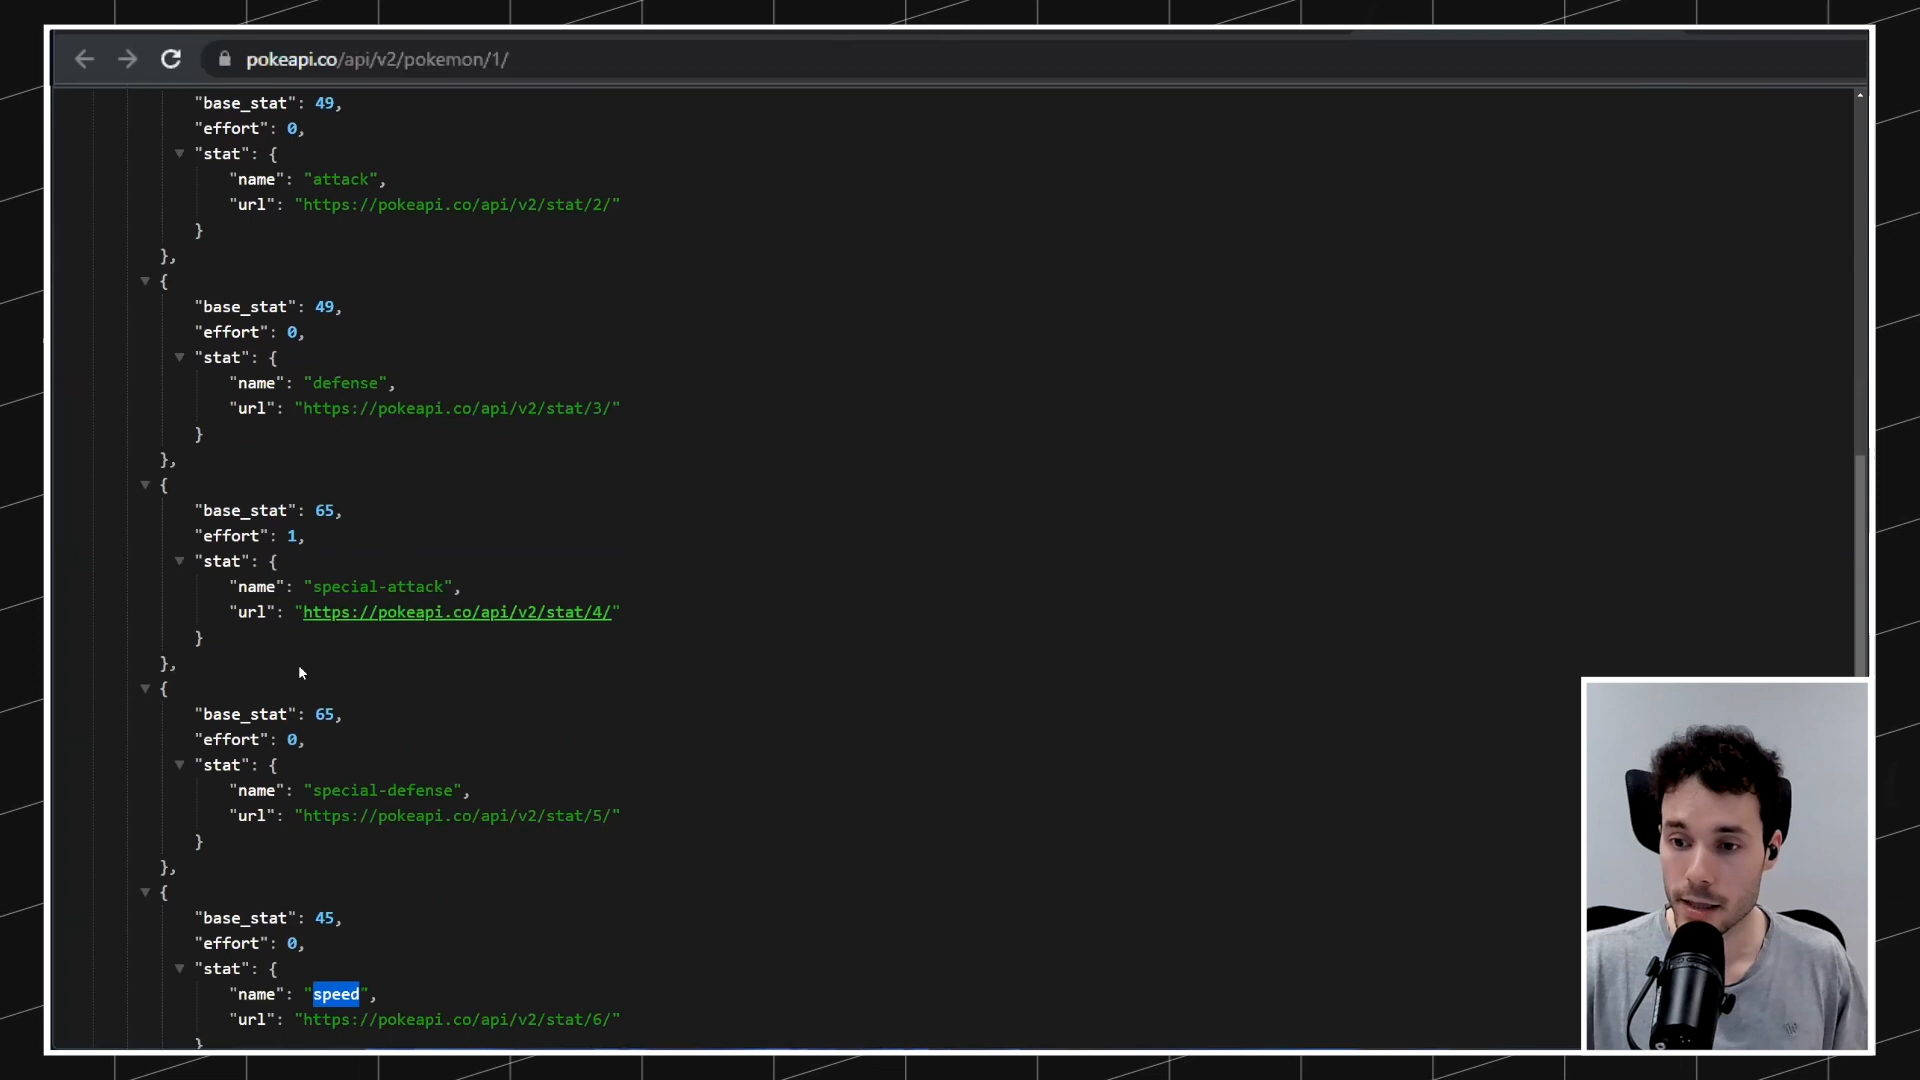 pokeapi.co/api/v2/pokemon/1/
"base_stat": 49,
"effort": 0,
"stat": {
"name": "attack",
"url": "https://pokeapi.co/api/v2/stat/2/"
}
},
{
"base_stat": 49,
"effort": 0,
"stat": {
"name": "defense",
"url": "https://pokeapi.co/api/v2/stat/3/"
}
},
{
"base_stat": 65,
"effort": 1,
"stat": {
"name": "special-attack",
"url": "https://pokeapi.co/api/v2/stat/4/"
}
},
{
"base_stat": 65,
"effort": 0,
"stat": {
"name": "special-defense",
"url": "https://pokeapi.co/api/v2/stat/5/"
}
},
{
"base_stat": 45,
"effort": 0,
"stat": {
"name": "speed",
"url": "https://pokeapi.co/api/v2/stat/6/"
}